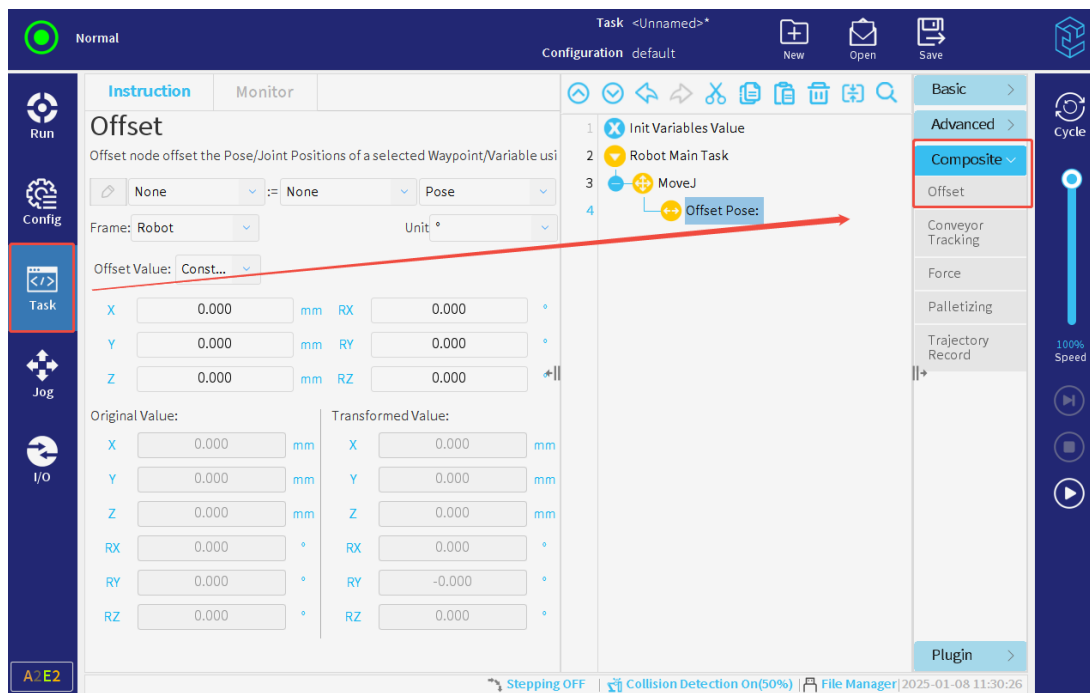 Normal
Task <Unnamed>*
Configuration default
New
Open
Save
Run
Config
Task
Jog
I/O
A2E2
Instruction Monitor
Offset
Offset node offset the Pose/Joint Positions of a selected Waypoint/Variable usi
None := None Pose
Frame: Robot Unit °
Offset Value: Const...
X 0.000 mm RX 0.000 °
Y 0.000 mm RY 0.000 °
Z 0.000 mm RZ 0.000 °
Original Value: Transformed Value:
X 0.000 mm X 0.000 mm
Y 0.000 mm Y 0.000 mm
Z 0.000 mm Z 0.000 mm
RX 0.000 ° RX 0.000 °
RY 0.000 ° RY -0.000 °
RZ 0.000 ° RZ 0.000 °
1 Init Variables Value
2 Robot Main Task
3 MoveJ
4 Offset Pose:
Basic >
Advanced >
Composite
Offset
Conveyor
Tracking
Force
Palletizing
Trajectory
Record
Plugin >
Cycle
100%
Speed
Stepping OFF | Collision Detection On(50%) | File Manager|2025-01-08 11:30:26